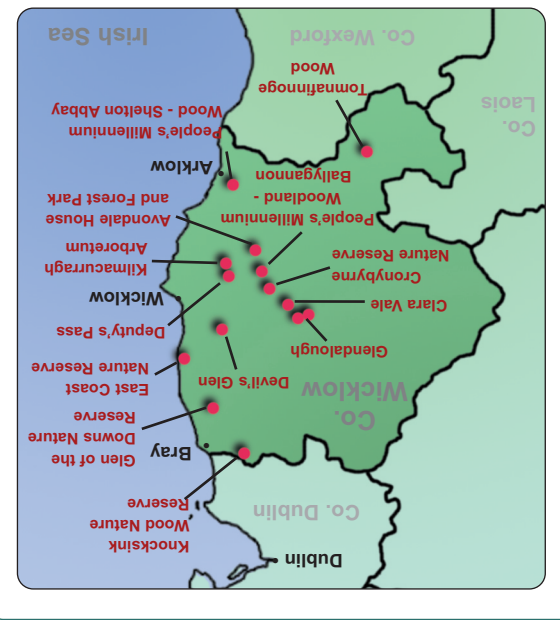 Dublin
Knocksink
Wood Nature
Reserve
Co. Dublin
Bray
Glen of the
Downs Nature
Reserve
Co.
Wicklow
East Coast
Nature Reserve
Devil's Glen
Glendalough
Deputy's Pass
Clara Vale
Wicklow
Kilmacurragh
Arboretum
Cronybyrne
Nature Reserve
Avondale House
and Forest Park
People's Millennium
Woodland -
Ballygannon
Arklow
People's Millennium
Wood - Shelton Abbay
Tomnafinnoge
Wood
Co.
Laois
Co. Wexford
Irish Sea